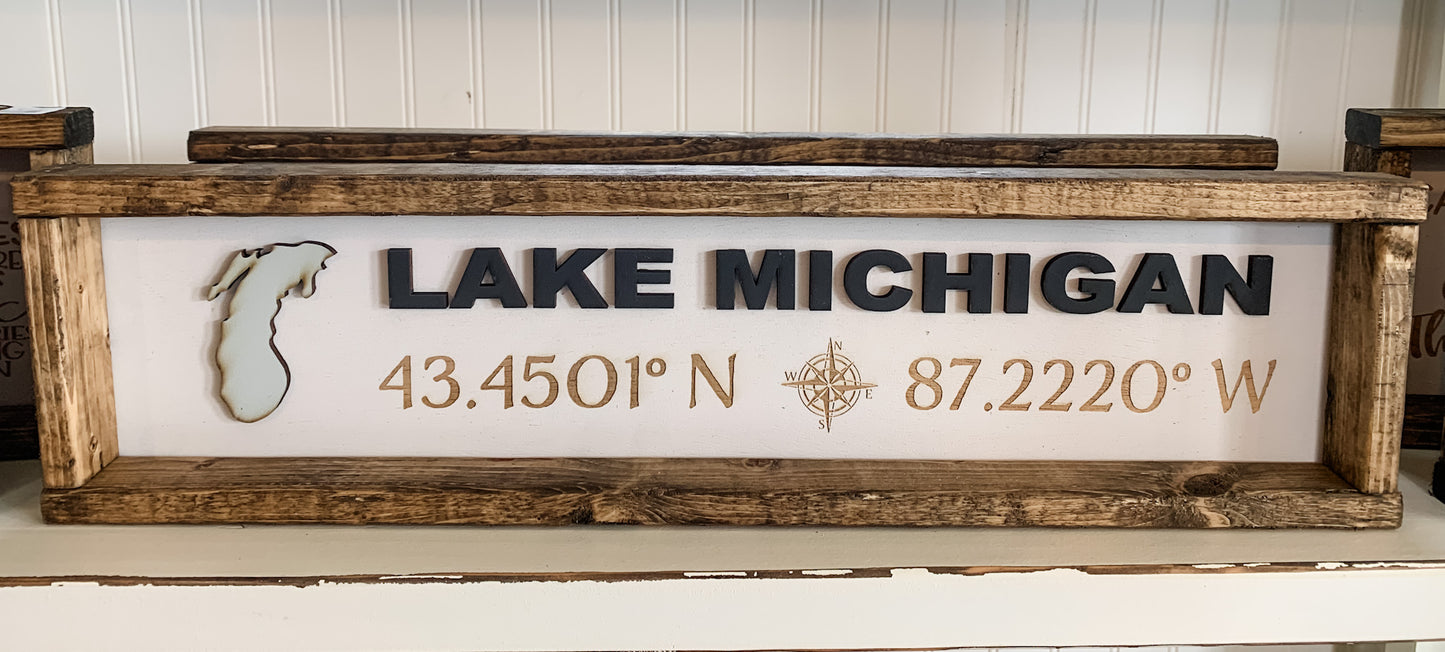 LAKE MICHIGAN
43.4501° N
N
W
E
S
87.2220° W